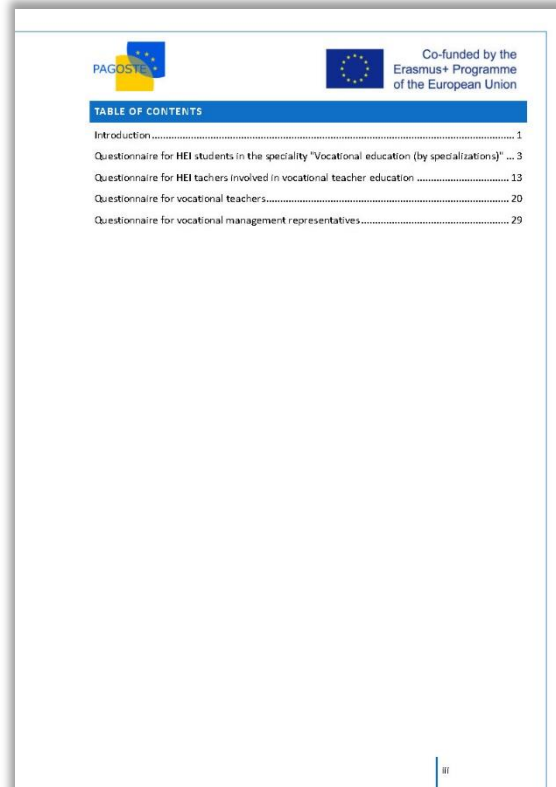 PAGOSTE
Co-funded by the
Erasmus+ Programme
of the European Union
TABLE OF CONTENTS
Introduction ........ 1
Questionnaire for HEI students in the speciality "Vocational education (by specializations)" ... 3
Questionnaire for HEI tachers involved in vocational teacher education ........ 13
Questionnaire for vocational teachers ........ 20
Questionnaire for vocational management representatives ........ 29
iii